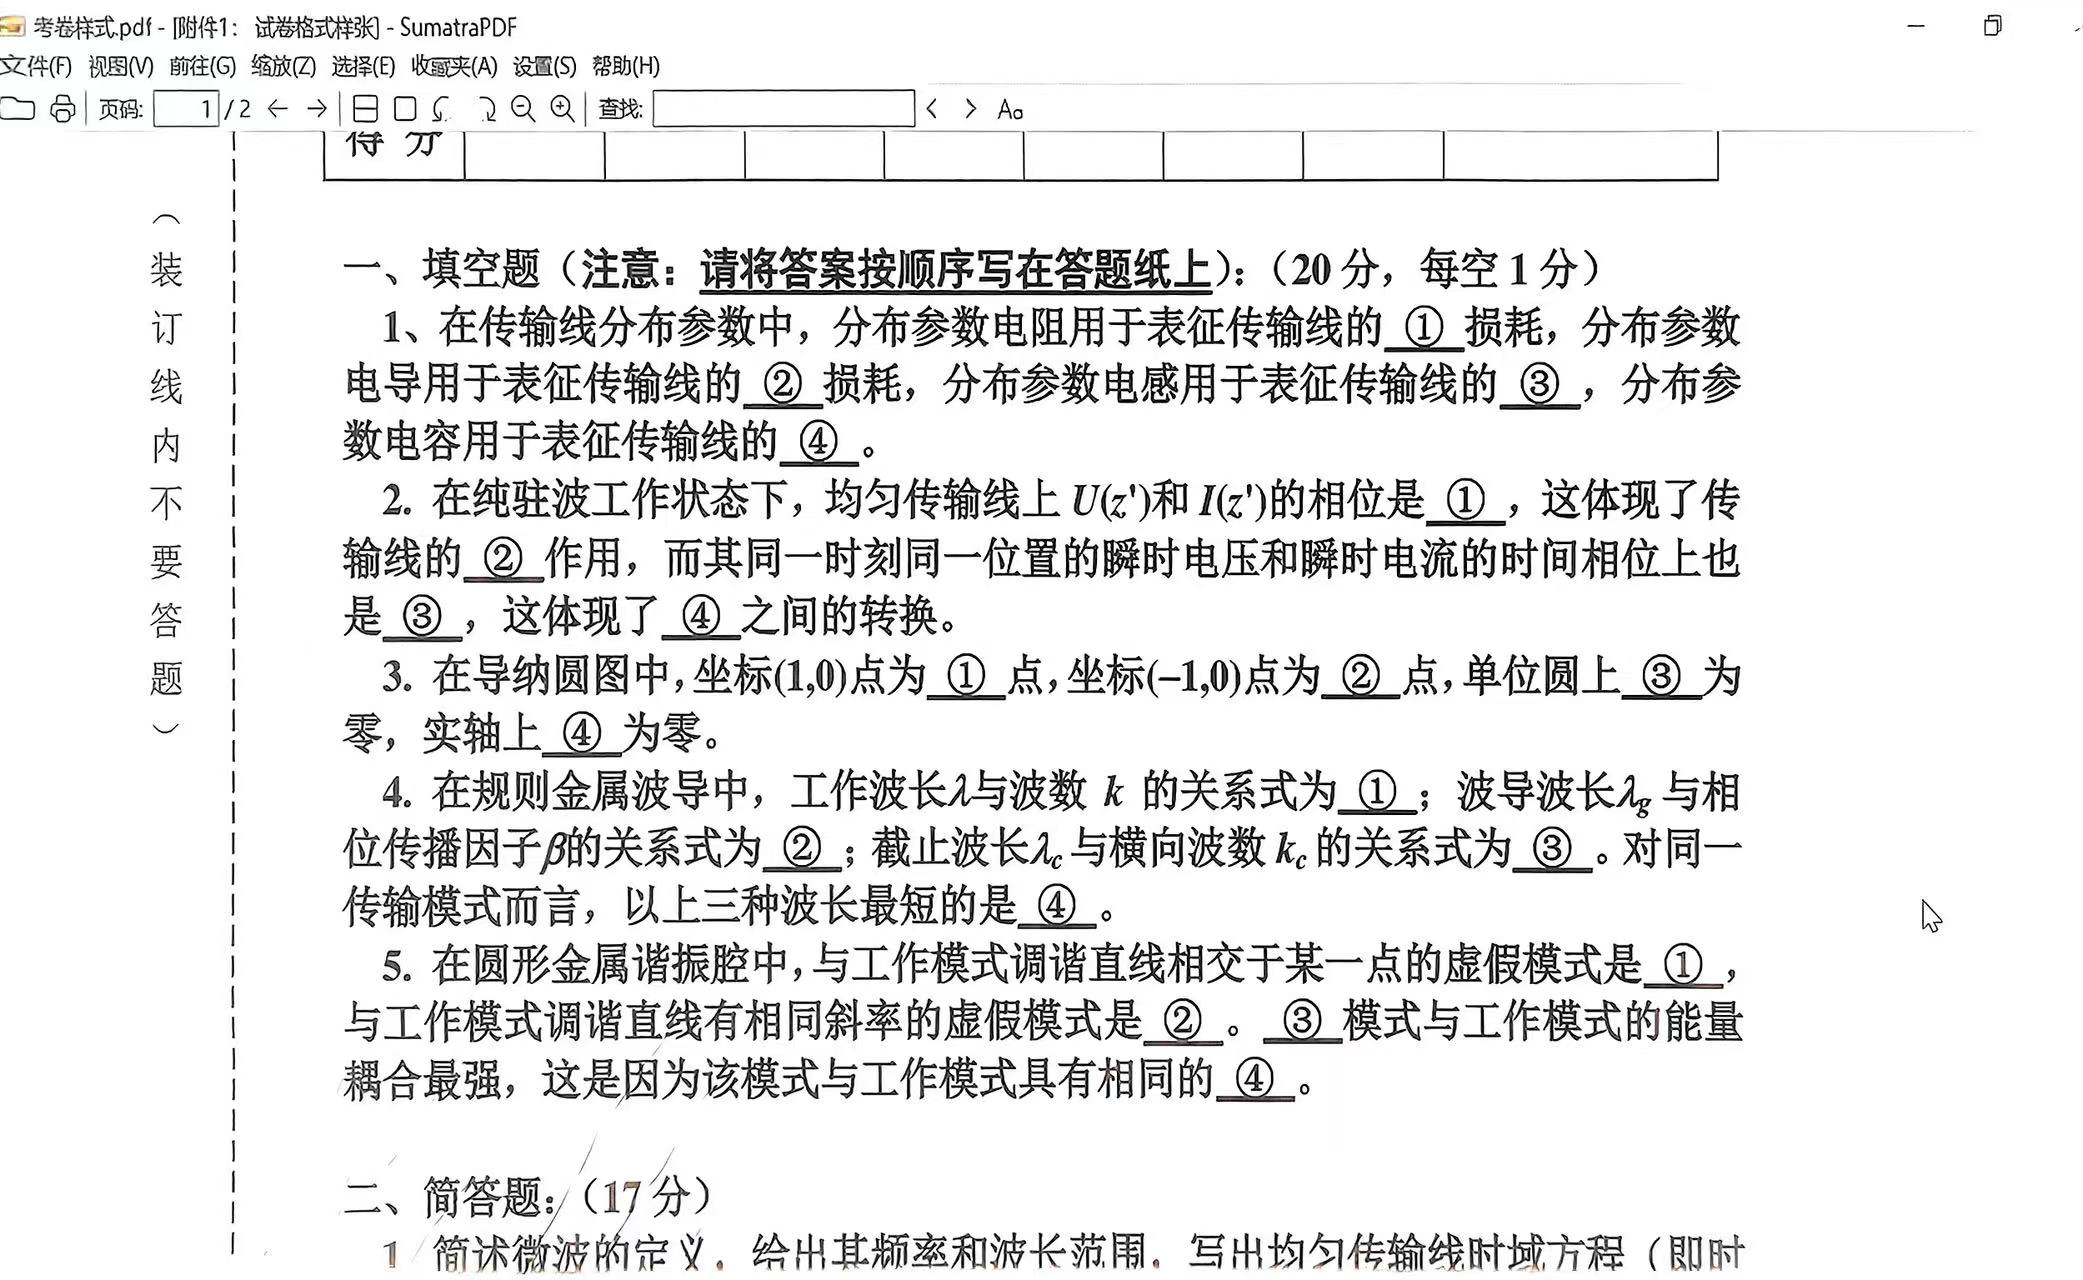 考卷样式.pdf - [附件1： 试卷格式样张] - SumatraPDF
文件(F) 视图(V) 前往(G) 缩放(Z) 选择(E) 收藏夹(A) 设置(S) 帮助(H)
页码: 1 / 2 查找: Aa
得 分
（装订线内不要答题）
一、填空题（注意：请将答案按顺序写在答题纸上）：（20 分，每空 1 分）
1、在传输线分布参数中，分布参数电阻用于表征传输线的 ① 损耗，分布参数
电导用于表征传输线的 ② 损耗，分布参数电感用于表征传输线的 ③ ，分布参
数电容用于表征传输线的 ④ 。
2. 在纯驻波工作状态下，均匀传输线上 U(z')和 I(z')的相位是 ① ，这体现了传
输线的 ② 作用，而其同一时刻同一位置的瞬时电压和瞬时电流的时间相位上也
是 ③ ，这体现了 ④ 之间的转换。
3. 在导纳圆图中，坐标(1,0)点为 ① 点，坐标(–1,0)点为 ② 点，单位圆上 ③ 为
零，实轴上 ④ 为零。
4. 在规则金属波导中，工作波长λ与波数 k 的关系式为 ① ；波导波长λg 与相
位传播因子β的关系式为 ② ；截止波长λc 与横向波数 kc 的关系式为 ③ 。对同一
传输模式而言，以上三种波长最短的是 ④ 。
5. 在圆形金属谐振腔中，与工作模式调谐直线相交于某一点的虚假模式是 ① ，
与工作模式调谐直线有相同斜率的虚假模式是 ② 。 ③ 模式与工作模式的能量
耦合最强，这是因为该模式与工作模式具有相同的 ④ 。
二、简答题：（17 分）
1 简述微波的定义，给出其频率和波长范围，写出均匀传输线时域方程（即时